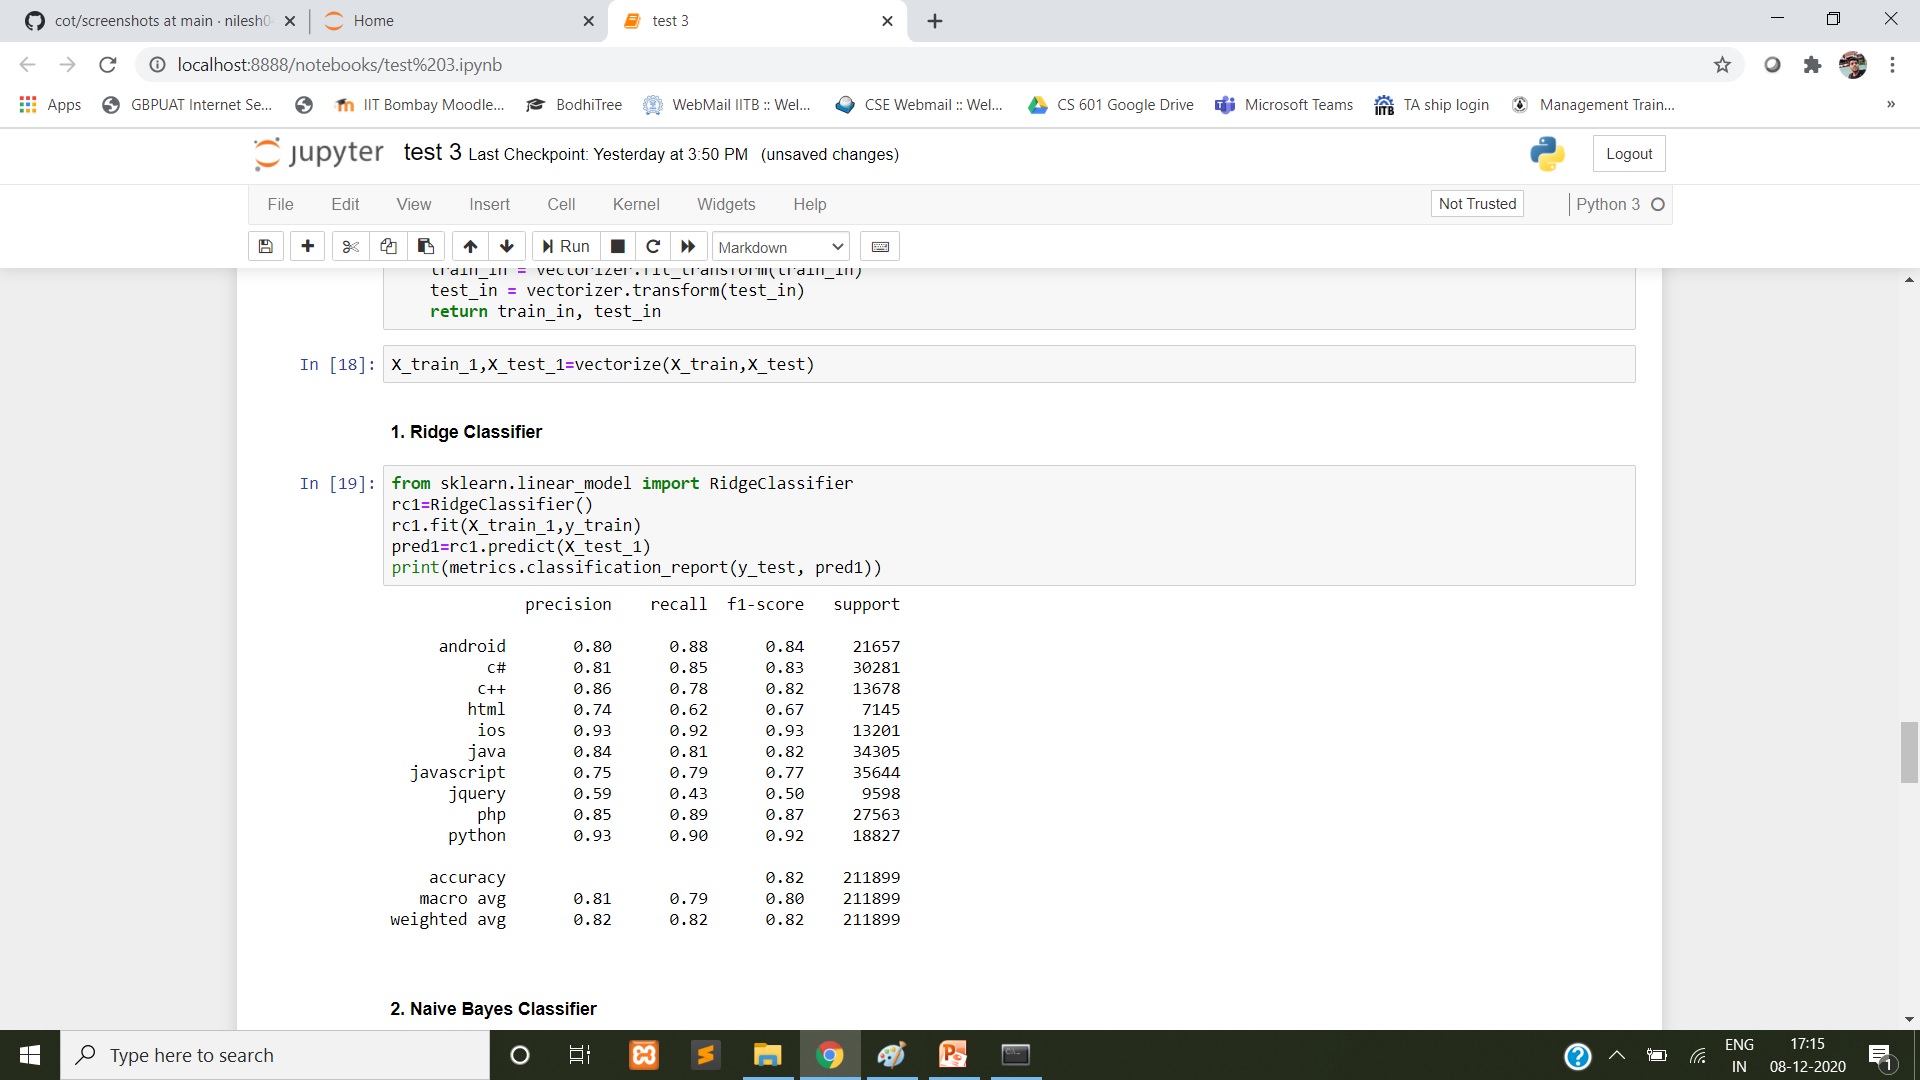 cot/screenshots at main · nilesh0
Home
test 3
localhost:8888/notebooks/test%203.ipynb
Apps GBPUAT Internet Se... IIT Bombay Moodle... BodhiTree WebMail IITB :: Wel... CSE Webmail :: Wel... CS 601 Google Drive Microsoft Teams TA ship login Management Train... »
jupyter test 3 Last Checkpoint: Yesterday at 3:50 PM (unsaved changes) Logout
File Edit View Insert Cell Kernel Widgets Help Not Trusted Python 3
Run Markdown
train_in = vectorizer.fit_transform(train_in)
test_in = vectorizer.transform(test_in)
return train_in, test_in
In [18]: X_train_1,X_test_1=vectorize(X_train,X_test)
1. Ridge Classifier
In [19]: from sklearn.linear_model import RidgeClassifier
rc1=RidgeClassifier()
rc1.fit(X_train_1,y_train)
pred1=rc1.predict(X_test_1)
print(metrics.classification_report(y_test, pred1))
precision recall f1-score support
android 0.80 0.88 0.84 21657
c# 0.81 0.85 0.83 30281
c++ 0.86 0.78 0.82 13678
html 0.74 0.62 0.67 7145
ios 0.93 0.92 0.93 13201
java 0.84 0.81 0.82 34305
javascript 0.75 0.79 0.77 35644
jquery 0.59 0.43 0.50 9598
php 0.85 0.89 0.87 27563
python 0.93 0.90 0.92 18827
accuracy 0.82 211899
macro avg 0.81 0.79 0.80 211899
weighted avg 0.82 0.82 0.82 211899
2. Naive Bayes Classifier
Type here to search
ENG 17:15
IN 08-12-2020 1